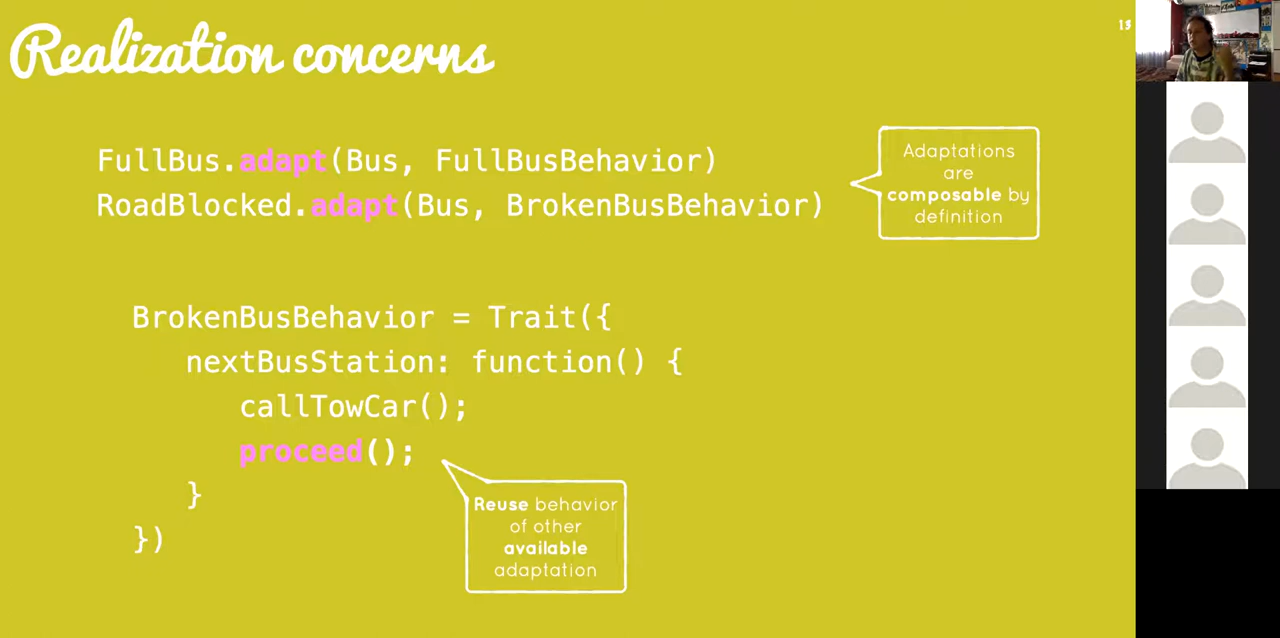 Realization concerns
15
FullBus.adapt(Bus, FullBusBehavior)
RoadBlocked.adapt(Bus, BrokenBusBehavior)
Adaptations
are
composable by
definition
BrokenBusBehavior = Trait({
nextBusStation: function() {
callTowCar();
proceed();
}
})
Reuse behavior
of other
available
adaptation